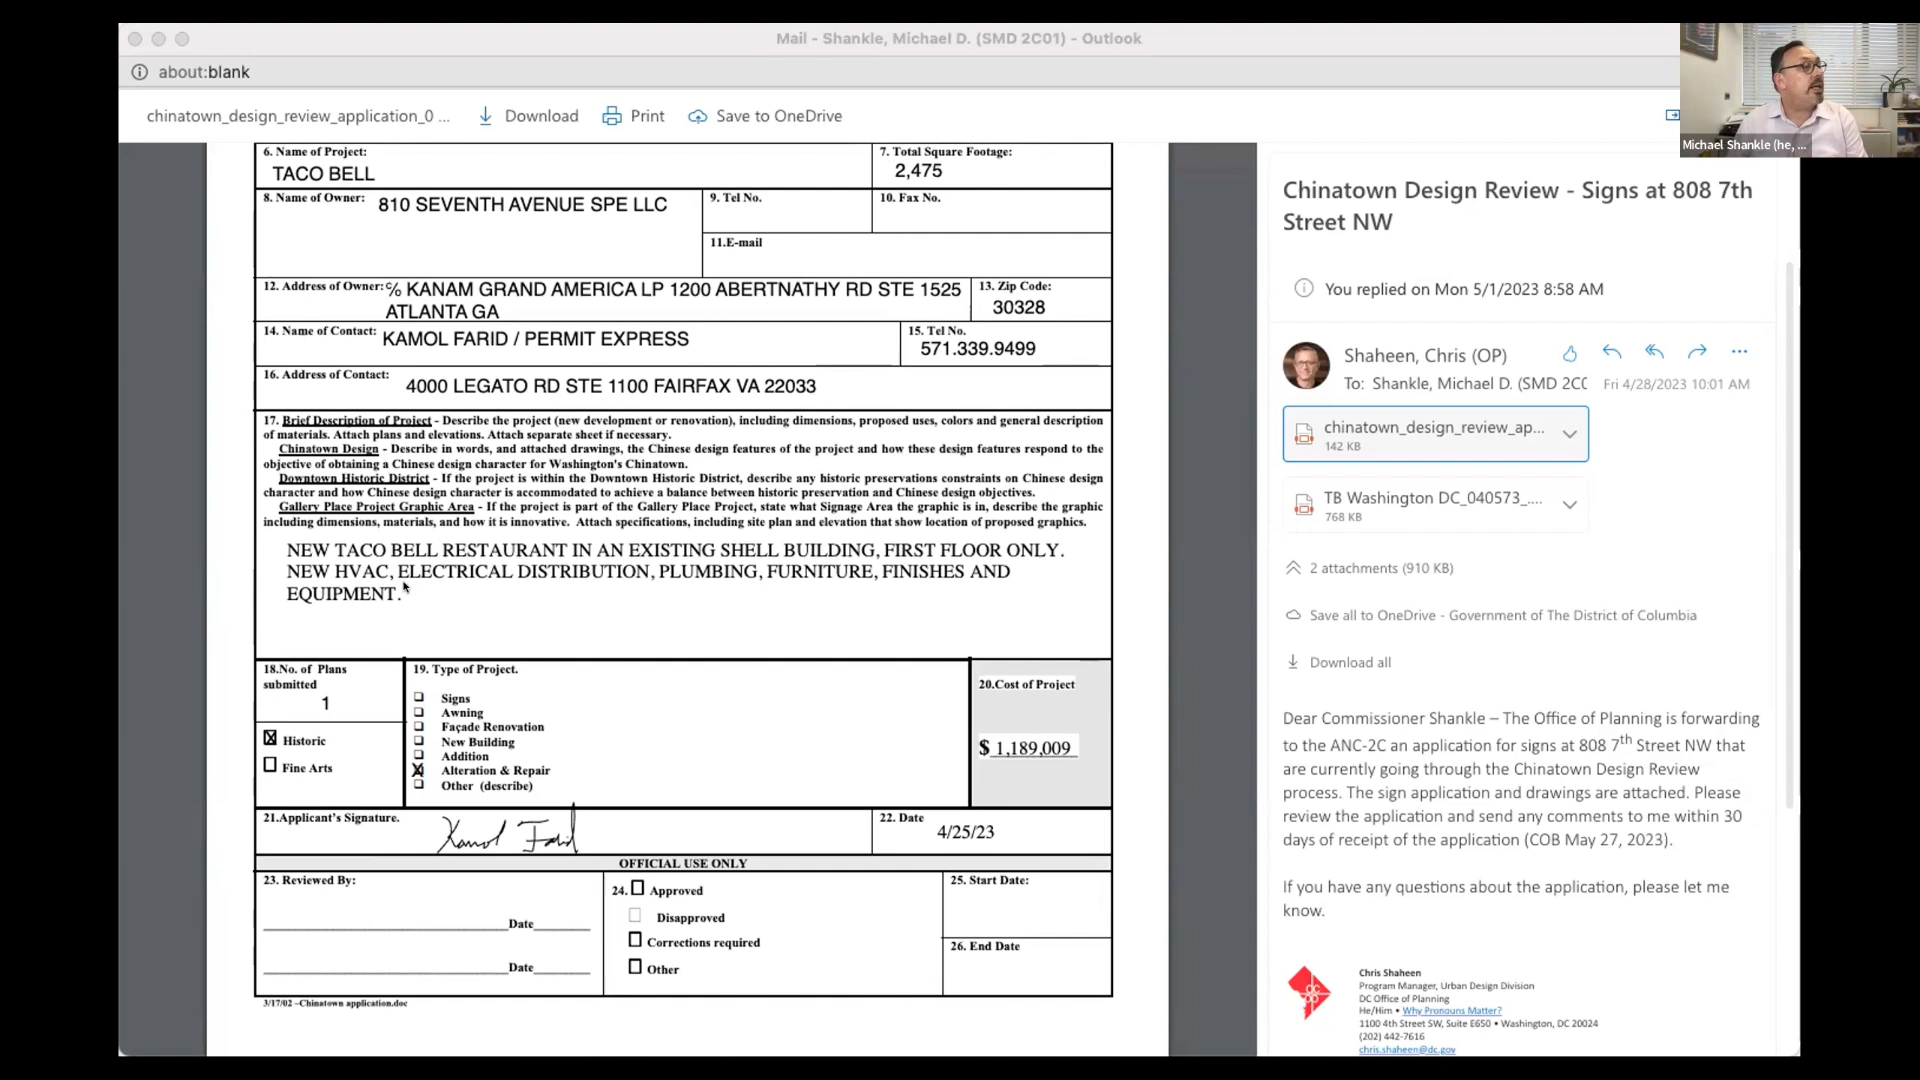 Mail - Shankle, Michael D. (SMD 2C01) - Outlook
about:blank
chinatown_design_review_application_0 ...
Download
Print
Save to OneDrive
Michael Shankle (he, ...
6. Name of Project:
TACO BELL
7. Total Square Footage:
2,475
8. Name of Owner: 810 SEVENTH AVENUE SPE LLC
9. Tel No.
10. Fax No.
11.E-mail
12. Address of Owner: ℅ KANAM GRAND AMERICA LP 1200 ABERTNATHY RD STE 1525
ATLANTA GA
13. Zip Code:
30328
14. Name of Contact: KAMOL FARID / PERMIT EXPRESS
15. Tel No.
571.339.9499
16. Address of Contact: 4000 LEGATO RD STE 1100 FAIRFAX VA 22033
17. Brief Description of Project - Describe the project (new development or renovation), including dimensions, proposed uses, colors and general description
of materials. Attach plans and elevations. Attach separate sheet if necessary.
Chinatown Design - Describe in words, and attached drawings, the Chinese design features of the project and how these design features respond to the
objective of obtaining a Chinese design character for Washington's Chinatown.
Downtown Historic District - If the project is within the Downtown Historic District, describe any historic preservations constraints on Chinese design
character and how Chinese design character is accommodated to achieve a balance between historic preservation and Chinese design objectives.
Gallery Place Project Graphic Area - If the project is part of the Gallery Place Project, state what Signage Area the graphic is in, describe the graphic
including dimensions, materials, and how it is innovative. Attach specifications, including site plan and elevation that show location of proposed graphics.
NEW TACO BELL RESTAURANT IN AN EXISTING SHELL BUILDING, FIRST FLOOR ONLY.
NEW HVAC, ELECTRICAL DISTRIBUTION, PLUMBING, FURNITURE, FINISHES AND
EQUIPMENT.
18.No. of Plans
submitted
1
Historic
Fine Arts
19. Type of Project.
Signs
Awning
Façade Renovation
New Building
Addition
Alteration & Repair
Other (describe)
20.Cost of Project
$ 1,189,009
21.Applicant's Signature.
Kamol Farid
22. Date
4/25/23
OFFICIAL USE ONLY
23. Reviewed By:
Date
Date
24. Approved
Disapproved
Corrections required
Other
25. Start Date:
26. End Date
3/17/02 –Chinatown application.doc
Chinatown Design Review - Signs at 808 7th
Street NW
You replied on Mon 5/1/2023 8:58 AM
Shaheen, Chris (OP)
To: Shankle, Michael D. (SMD 2C0
Fri 4/28/2023 10:01 AM
chinatown_design_review_ap...
142 KB
TB Washington DC_040573_....
768 KB
2 attachments (910 KB)
Save all to OneDrive - Government of The District of Columbia
Download all
Dear Commissioner Shankle – The Office of Planning is forwarding
to the ANC-2C an application for signs at 808 7th Street NW that
are currently going through the Chinatown Design Review
process. The sign application and drawings are attached. Please
review the application and send any comments to me within 30
days of receipt of the application (COB May 27, 2023).
If you have any questions about the application, please let me
know.
Chris Shaheen
Program Manager, Urban Design Division
DC Office of Planning
He/Him • Why Pronouns Matter?
1100 4th Street SW, Suite E650 • Washington, DC 20024
(202) 442-7616
chris.shaheen@dc.gov